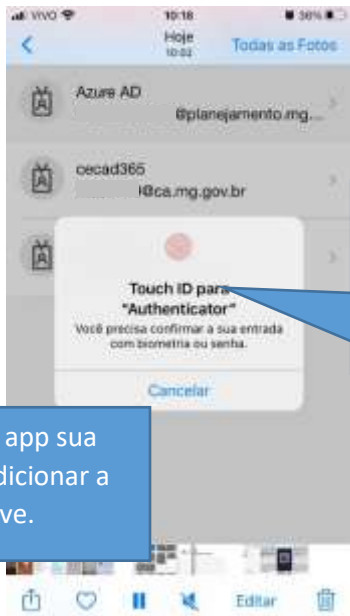 VIVO
10:18
36%
Hoje
10:02
Todas as Fotos
Azure AD
@planejamento.mg...
cecad365
@ca.mg.gov.br
Touch ID para
"Authenticator"
Você precisa confirmar a sua entrada
com biometria ou senha.
Cancelar
app sua
dicionar a
ve.
Editar